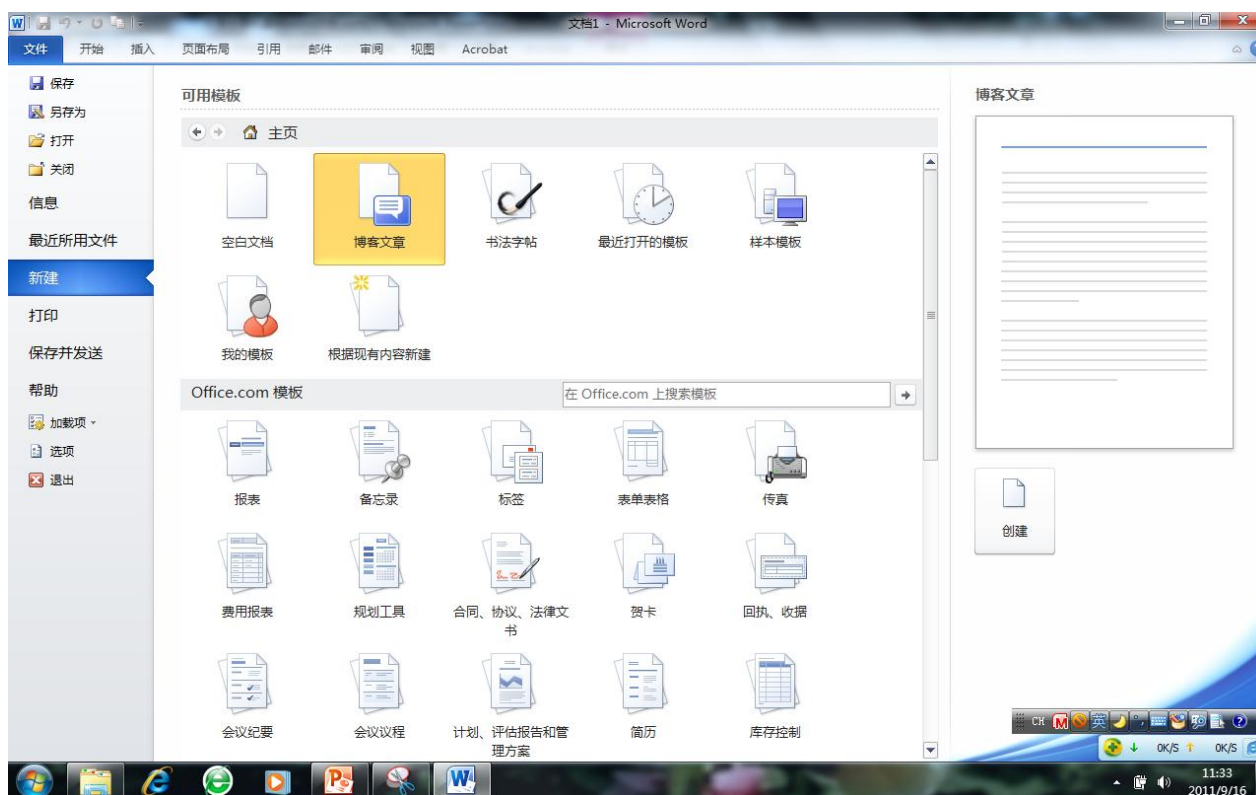 文档1 - Microsoft Word
文件 开始 插入 页面布局 引用 邮件 审阅 视图 Acrobat
保存
另存为
打开
关闭
信息
最近所用文件
新建
打印
保存并发送
帮助
加载项
选项
退出
可用模板
主页
空白文档 博客文章 书法字帖 最近打开的模板 样本模板
我的模板 根据现有内容新建
Office.com 模板 在 Office.com 上搜索模板
报表 备忘录 标签 表单表格 传真
费用报表 规划工具 合同、协议、法律文书 贺卡 回执、收据
会议纪要 会议议程 计划、评估报告和管理方案 简历 库存控制
博客文章
创建
CH 英
0K/S 0K/S
11:33
2011/9/16